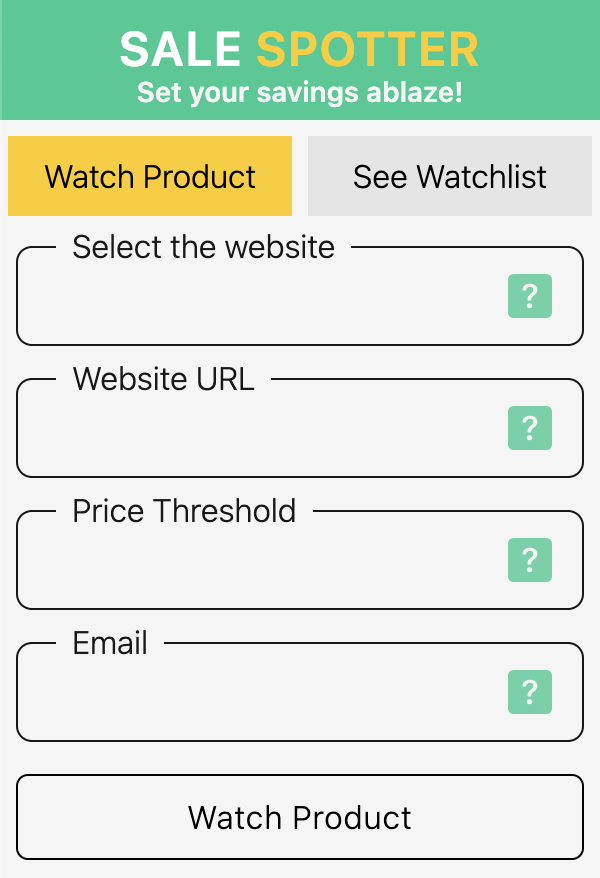 SALE SPOTTER
Set your savings ablaze!
Watch Product See Watchlist
Select the website
?
Website URL
?
Price Threshold
?
Email
?
Watch Product